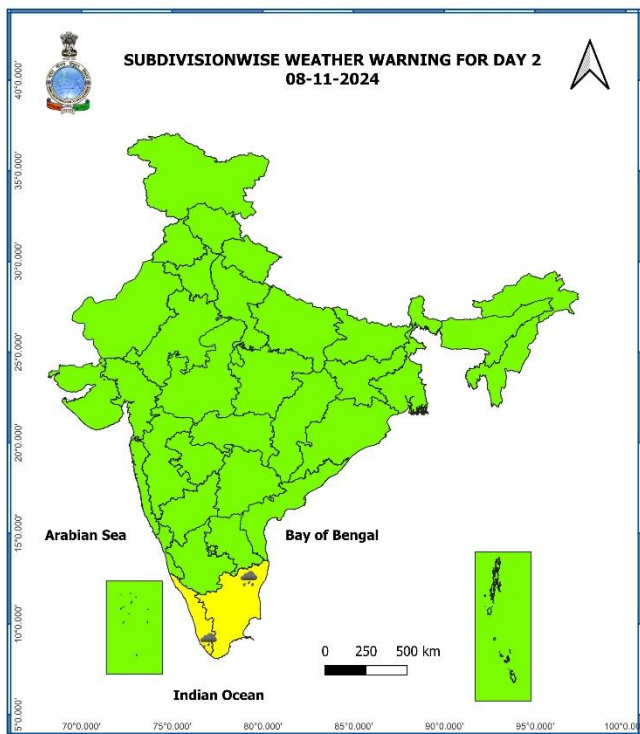 SUBDIVISIONWISE WEATHER WARNING FOR DAY 2
08-11-2024
40°0.000'
35°0.000'
30°0.000'
25°0.000'
20°0.000'
15°0.000'
10°0.000'
5°0.000'
Arabian Sea
Bay of Bengal
0 250 500 km
Indian Ocean
70°0.000' 75°0.000' 80°0.000' 85°0.000' 90°0.000' 95°0.000' 100°0.000'